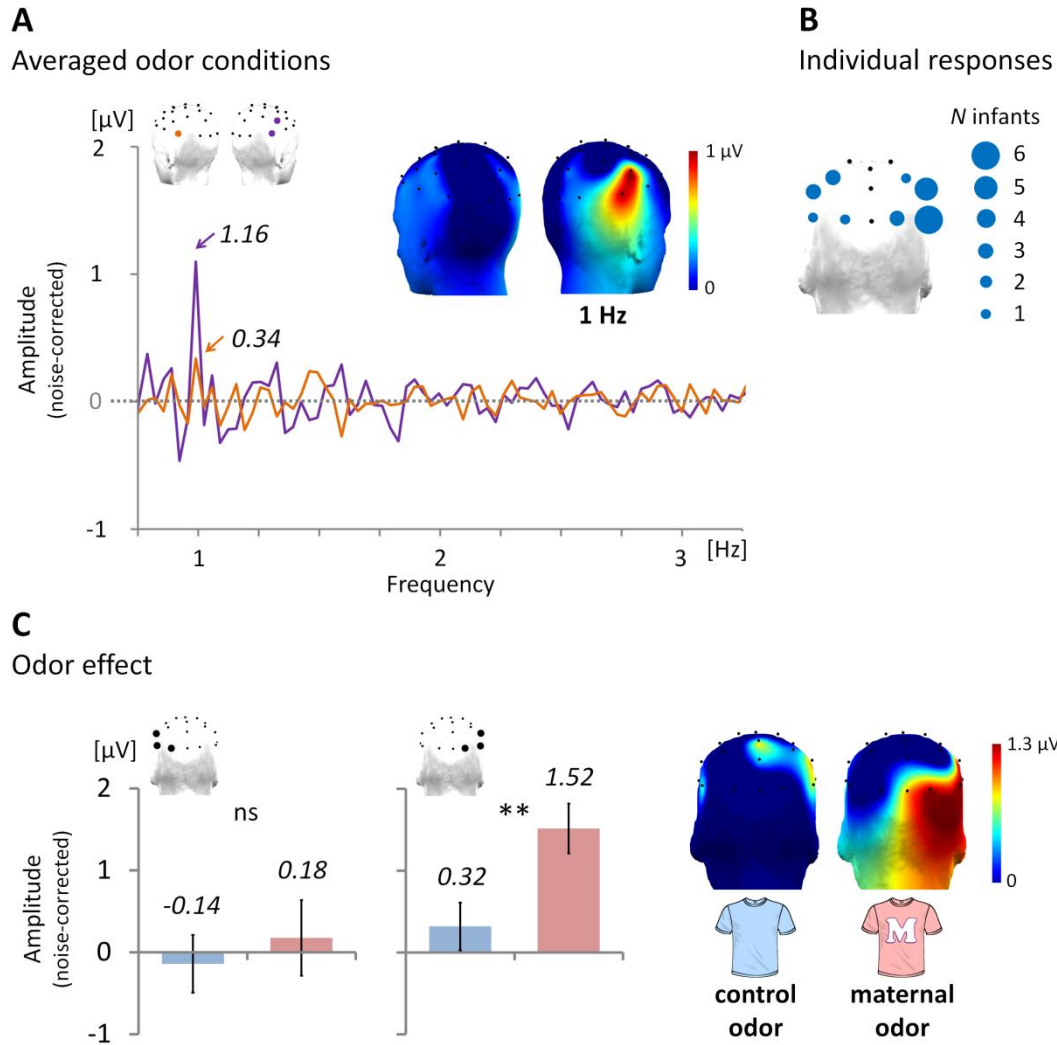 A
Averaged odor conditions
[µV]
2
1
0
-1
Amplitude
(noise-corrected)
1.16
0.34
1 µV
0
1 Hz
1
2
3
[Hz]
Frequency
B
Individual responses
N infants
6
5
4
3
2
1
C
Odor effect
[µV]
2
1
0
-1
Amplitude
(noise-corrected)
ns
-0.14
0.18
**
0.32
1.52
1.3 µV
0
M
control
odor
maternal
odor